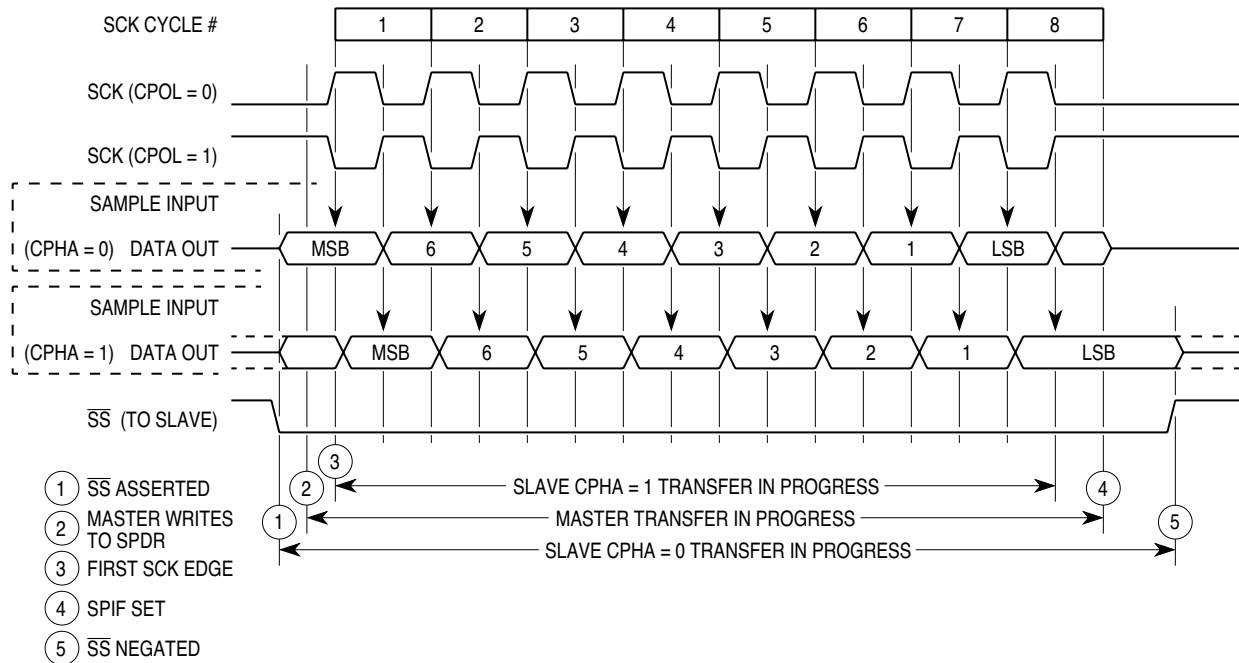 SCK CYCLE # 1 2 3 4 5 6 7 8
SCK (CPOL = 0)
SCK (CPOL = 1)
SAMPLE INPUT
(CPHA = 0) DATA OUT MSB 6 5 4 3 2 1 LSB
SAMPLE INPUT
(CPHA = 1) DATA OUT MSB 6 5 4 3 2 1 LSB
SS (TO SLAVE)
3
SLAVE CPHA = 1 TRANSFER IN PROGRESS
2 4
MASTER TRANSFER IN PROGRESS
1 5
SLAVE CPHA = 0 TRANSFER IN PROGRESS
1 SS ASSERTED
2 MASTER WRITES
TO SPDR
3 FIRST SCK EDGE
4 SPIF SET
5 SS NEGATED